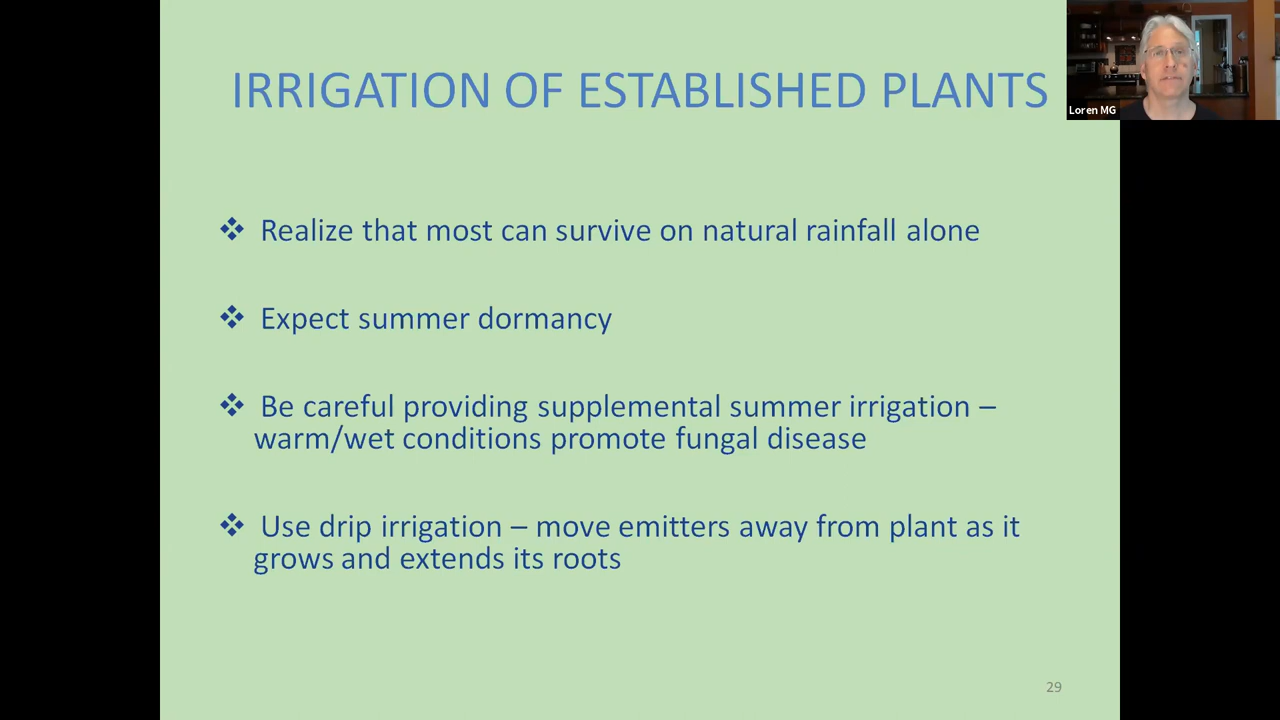 IRRIGATION OF ESTABLISHED PLANTS
Loren MG
❖ Realize that most can survive on natural rainfall alone
❖ Expect summer dormancy
❖ Be careful providing supplemental summer irrigation –
warm/wet conditions promote fungal disease
❖ Use drip irrigation – move emitters away from plant as it
grows and extends its roots
29